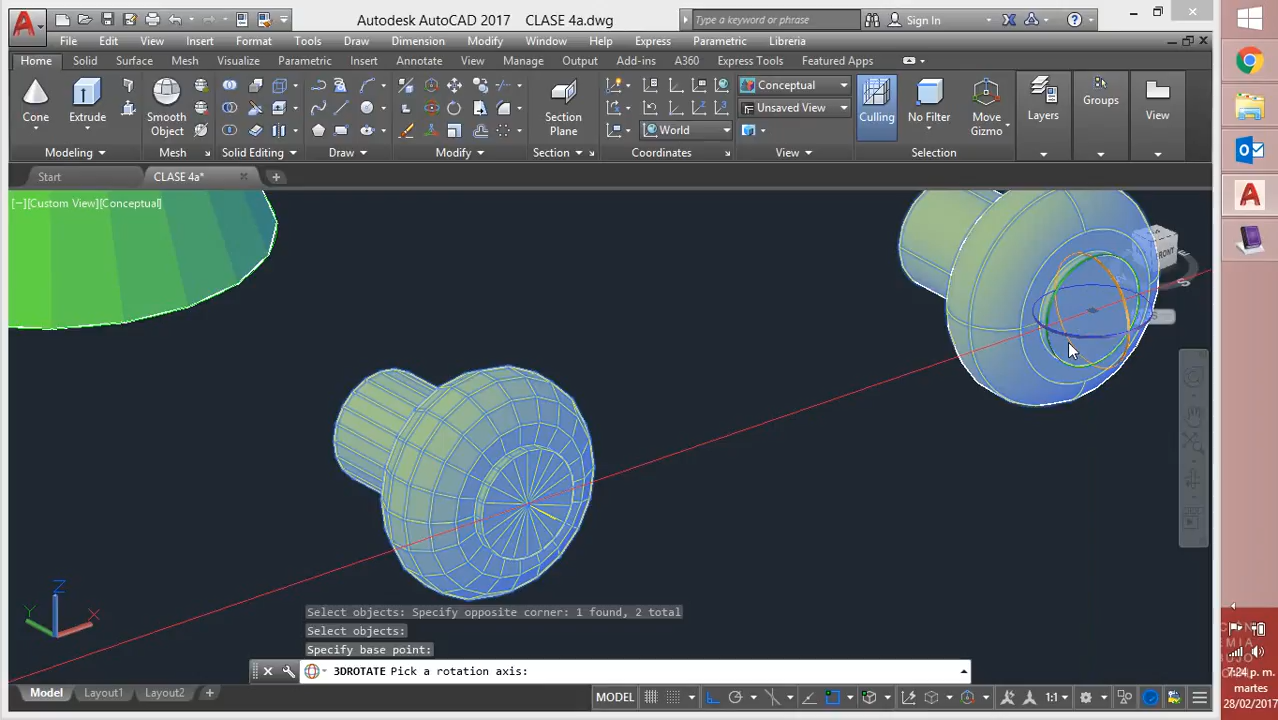 Autodesk AutoCAD 2017 CLASE 4a.dwg
Type a keyword or phrase
Sign In
File Edit View Insert Format Tools Draw Dimension Modify Window Help Express Parametric Libreria
Home Solid Surface Mesh Visualize Parametric Insert Annotate View Manage Output Add-ins A360 Express Tools Featured Apps
Cone
Extrude
Smooth Object
Section Plane
World
Conceptual
Unsaved View
Culling
No Filter
Move Gizmo
Layers
Groups
View
Modeling Mesh Solid Editing Draw Modify Section Coordinates View Selection
Start CLASE 4a*
[−][Custom View][Conceptual]
FRONT
E
S
Z
Y
X
Select objects: Specify opposite corner: 1 found, 2 total
Select objects:
Specify base point:
3DROTATE Pick a rotation axis:
Model Layout1 Layout2
MODEL
1:1
7:24 p. m.
martes
28/02/2017